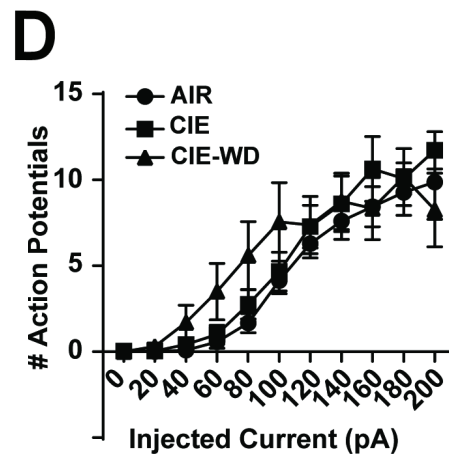 D
# Action Potentials
15
10
5
0
AIR
CIE
CIE-WD
0 20 40 60 80 100 120 140 160 180 200
Injected Current (pA)